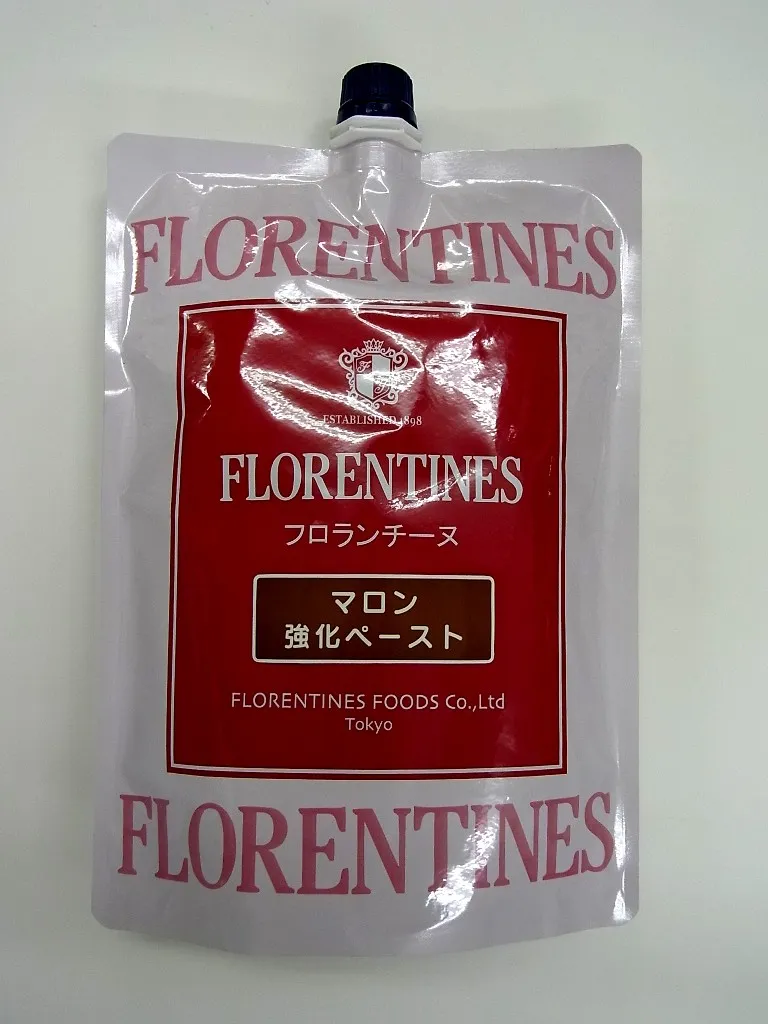 FLORENTINES
ESTABLISHED 1898
FLORENTINES
フロランチーヌ
マロン
強化ペースト
FLORENTINES FOODS Co.,Ltd
Tokyo
FLORENTINES